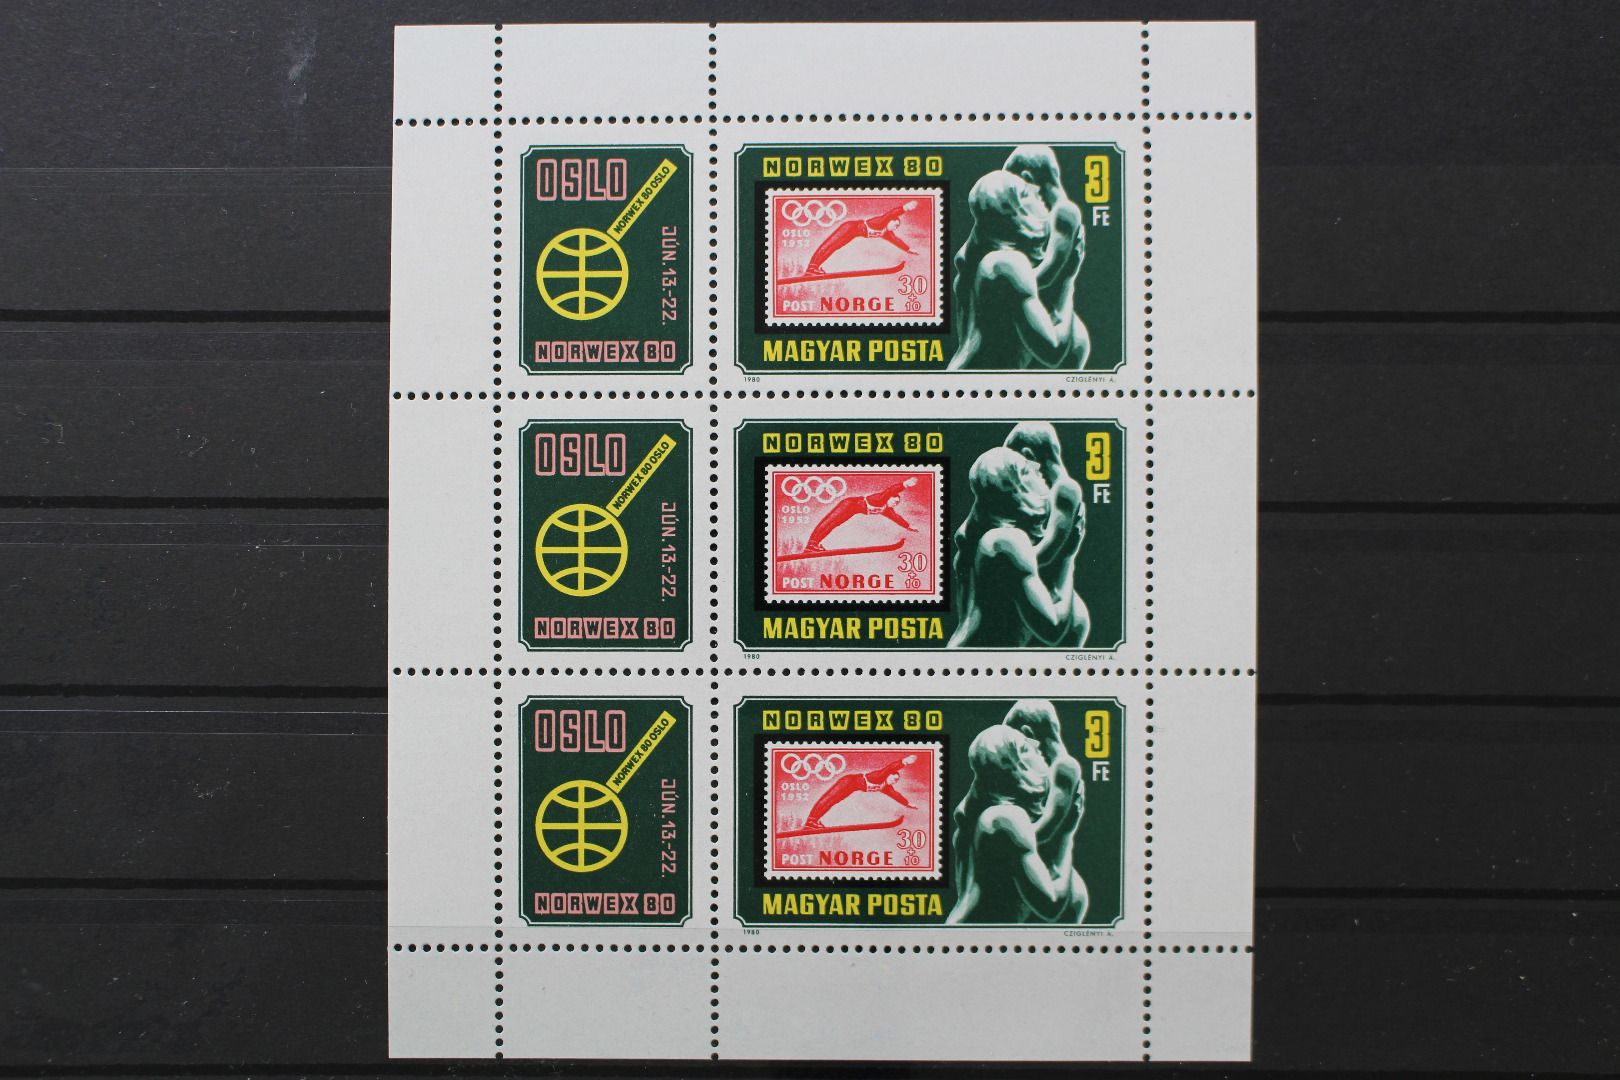 OSLO
NORWEX 80 OSLO
JÚN. 13.-22.
NORWEX 80
NORWEX 80
3
Ft
OSLO
1952
30
+
10
POST NORGE
MAGYAR POSTA
1980
CZIGLÉNYI Á.
OSLO
NORWEX 80 OSLO
JÚN. 13.-22.
NORWEX 80
NORWEX 80
3
Ft
OSLO
1952
30
+
10
POST NORGE
MAGYAR POSTA
1980
CZIGLÉNYI Á.
OSLO
NORWEX 80 OSLO
JÚN. 13.-22.
NORWEX 80
NORWEX 80
3
Ft
OSLO
1952
30
+
10
POST NORGE
MAGYAR POSTA
1980
CZIGLÉNYI Á.